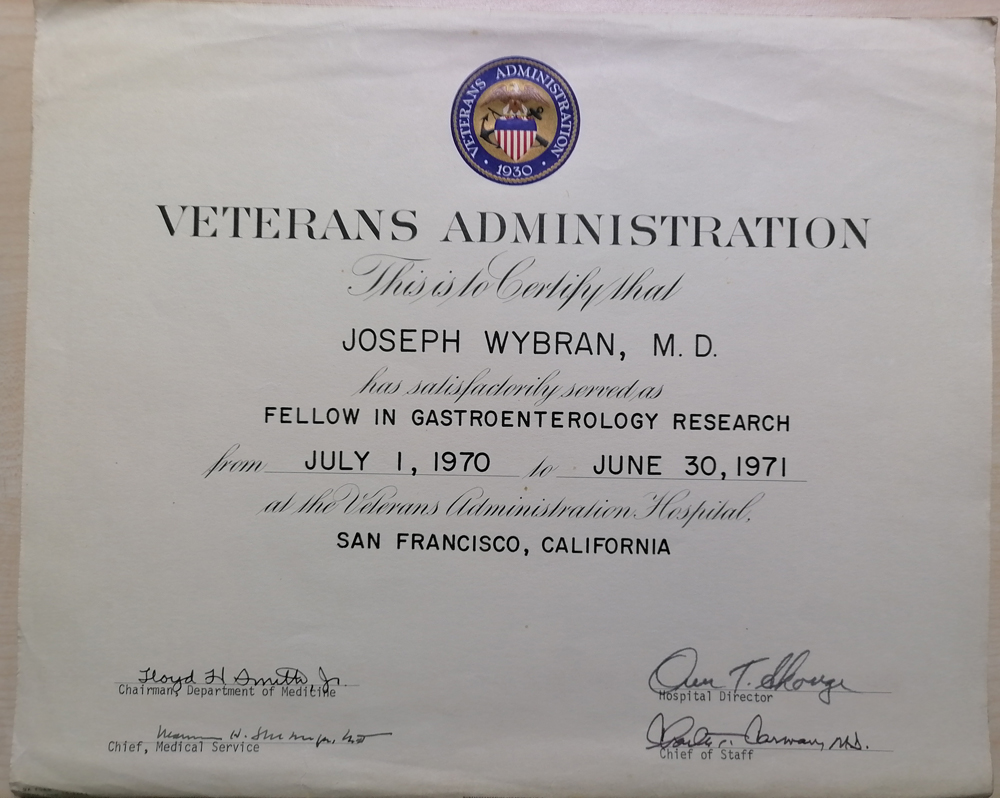 VETERANS ADMINISTRATION
1930
VETERANS ADMINISTRATION
This is to Certify that
JOSEPH WYBRAN, M. D.
has satisfactorily served as
FELLOW IN GASTROENTEROLOGY RESEARCH
from JULY 1, 1970 to JUNE 30, 1971
at the Veterans Administration Hospital,
SAN FRANCISCO, CALIFORNIA
Lloyd H Smith, Jr.
Chairman, Department of Medicine
T.
Hospital Director
H.
Chief, Medical Service
M.D.
Chief of Staff